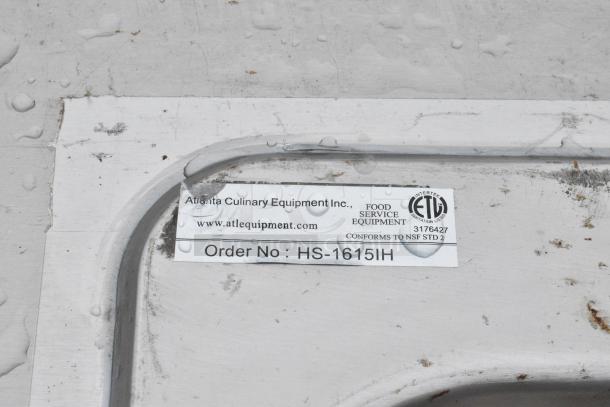 Atlanta Culinary Equipment Inc.,
www.atlequipment.com
FOOD
SERVICE
EQUIPMENT
INTERTEK
ETL
3176427
CONFORMS TO NSF STD 2
Order No : HS-1615IH